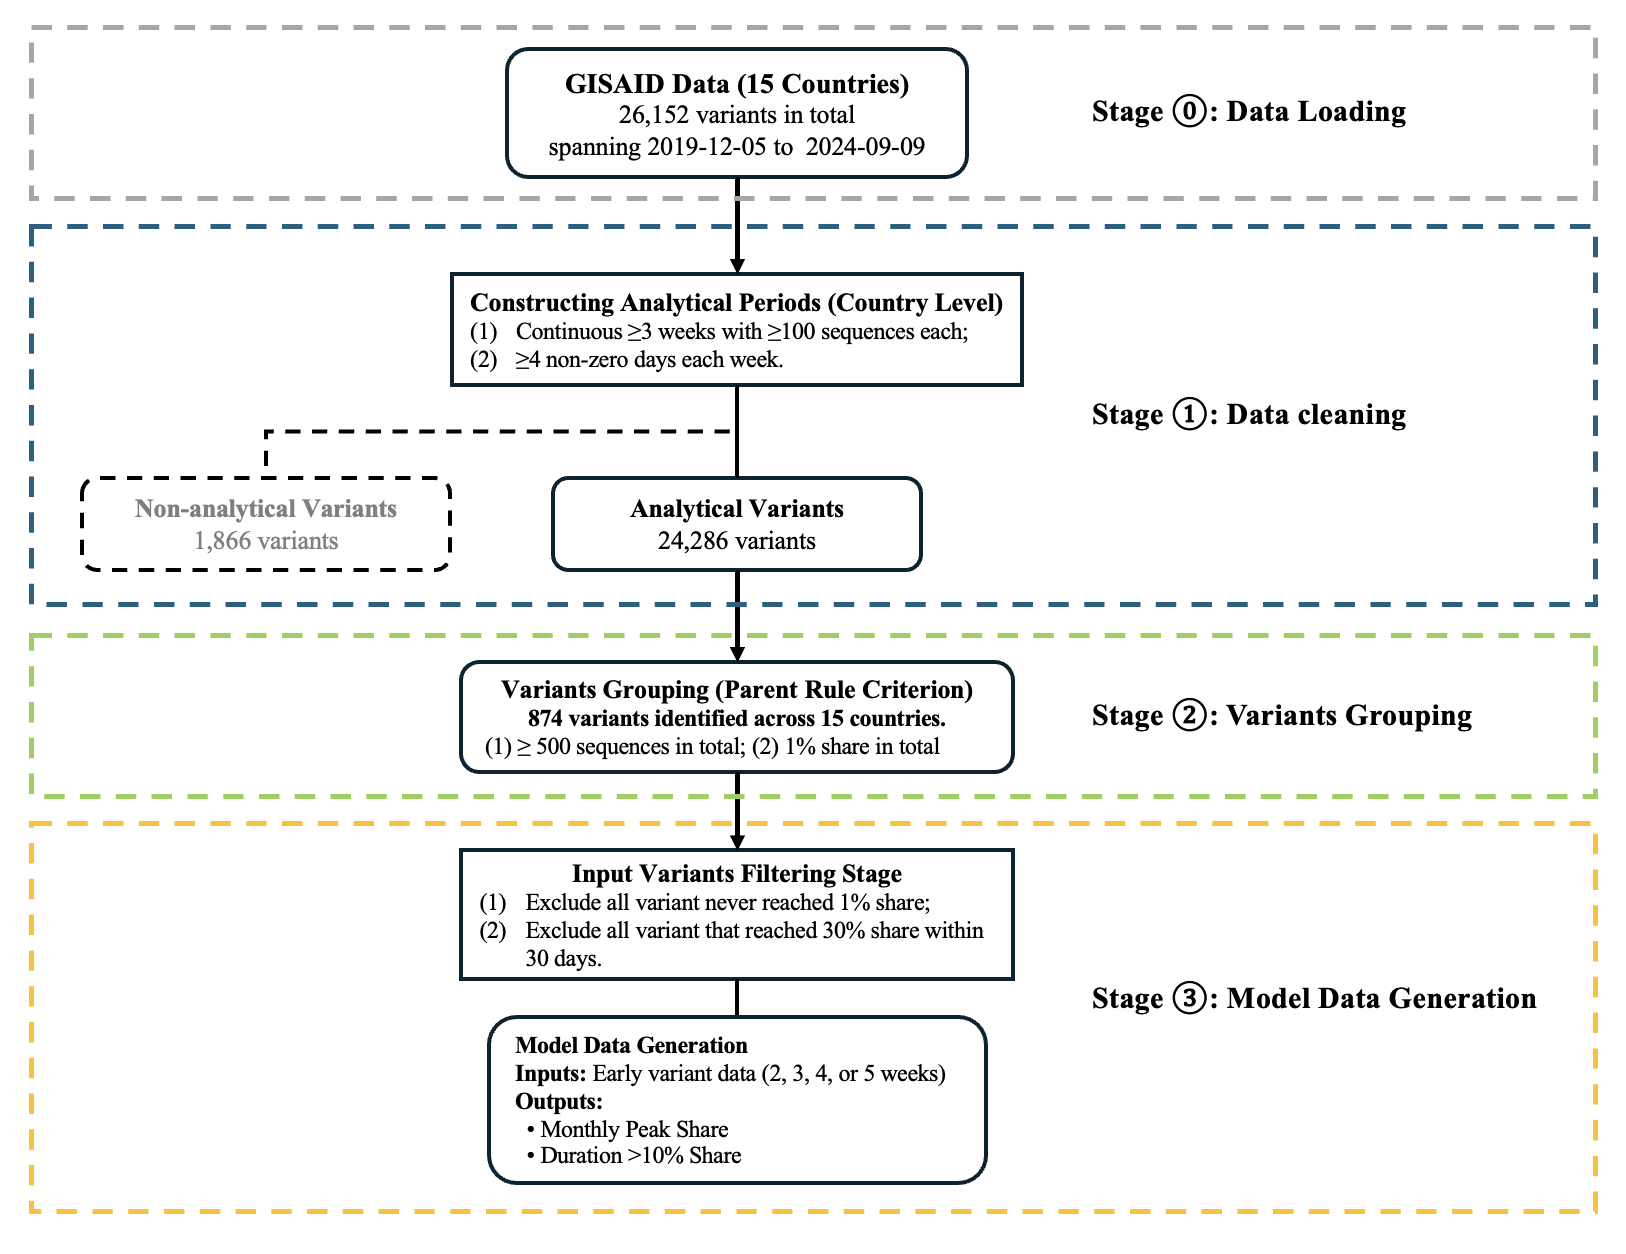 GISAID Data (15 Countries)
26,152 variants in total
spanning 2019-12-05 to 2024-09-09
Stage ⓪: Data Loading
Constructing Analytical Periods (Country Level)
(1) Continuous ≥3 weeks with ≥100 sequences each;
(2) ≥4 non-zero days each week.
Stage ①: Data cleaning
Non-analytical Variants
1,866 variants
Analytical Variants
24,286 variants
Variants Grouping (Parent Rule Criterion)
874 variants identified across 15 countries.
(1) ≥ 500 sequences in total; (2) 1% share in total
Stage ②: Variants Grouping
Input Variants Filtering Stage
(1) Exclude all variant never reached 1% share;
(2) Exclude all variant that reached 30% share within
30 days.
Stage ③: Model Data Generation
Model Data Generation
Inputs: Early variant data (2, 3, 4, or 5 weeks)
Outputs:
• Monthly Peak Share
• Duration >10% Share